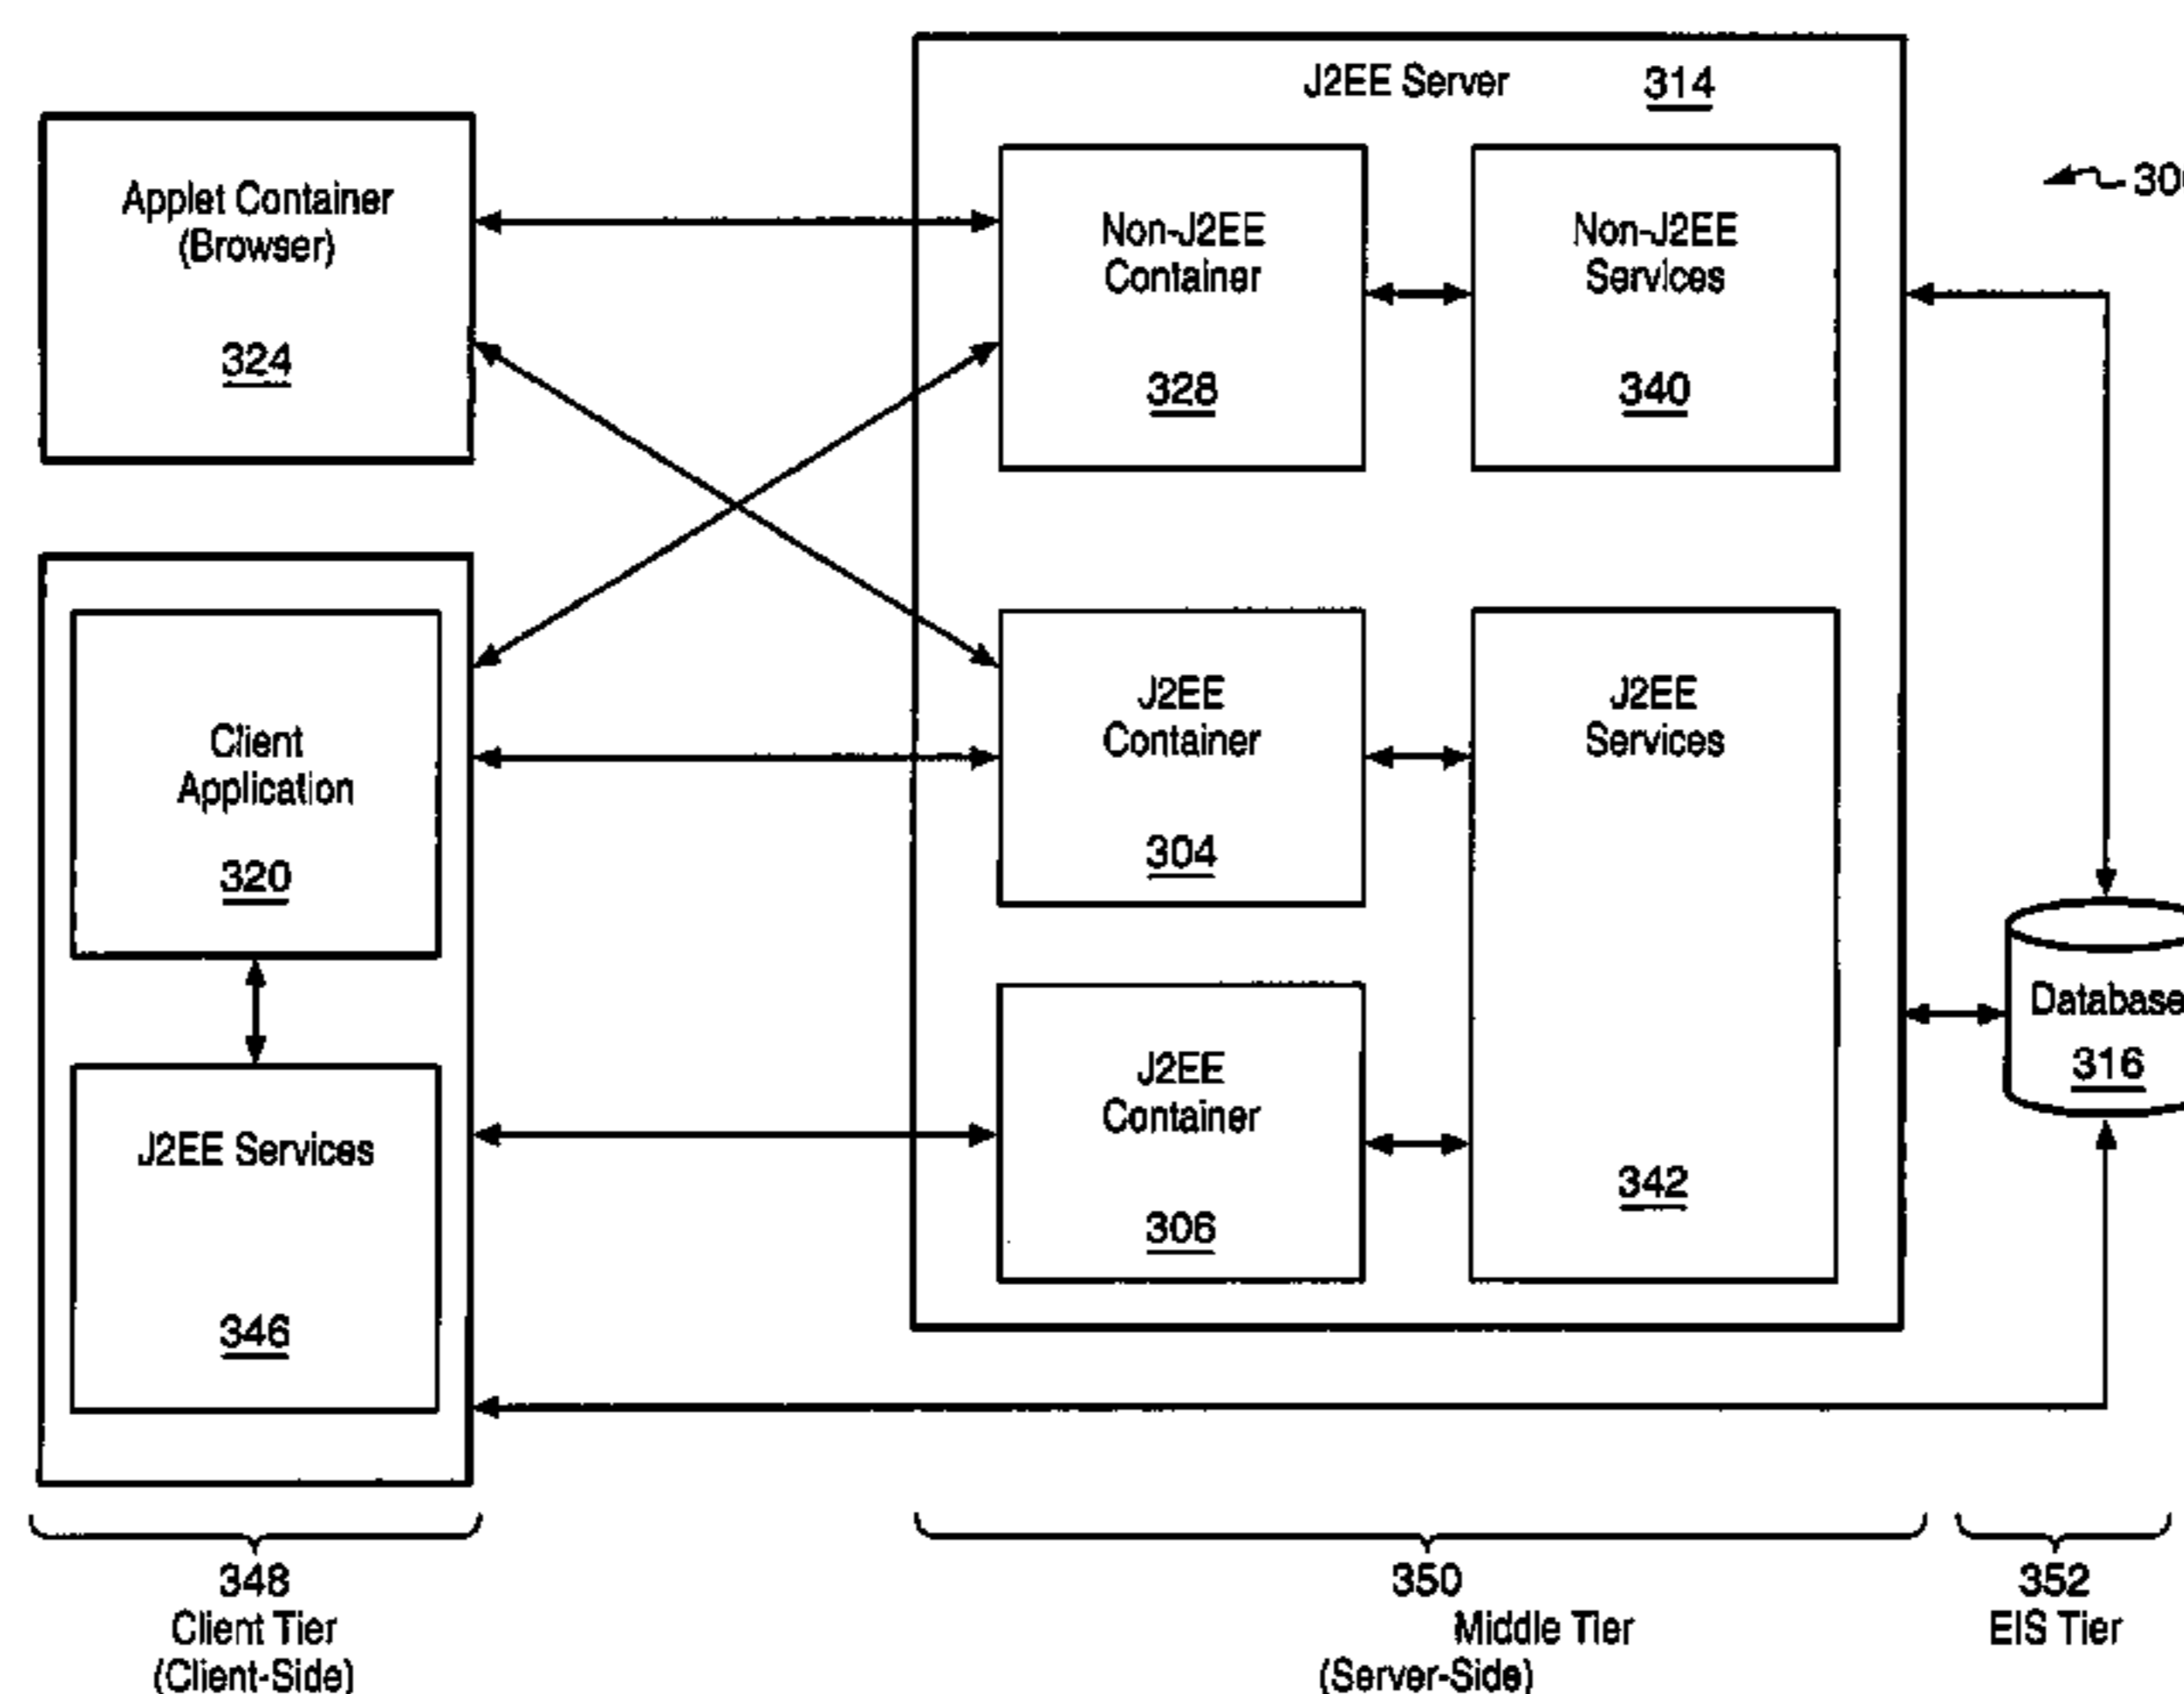 J2EE Server 314
Applet Container
(Browser)
324
Non-J2EE
Container
328
Non-J2EE
Services
340
Client
Application
320
J2EE Services
346
J2EE
Container
304
J2EE
Container
306
J2EE
Services
342
Database
316
348
Client Tier
(Client-Side)
350
Middle Tier
(Server-Side)
352
EIS Tier